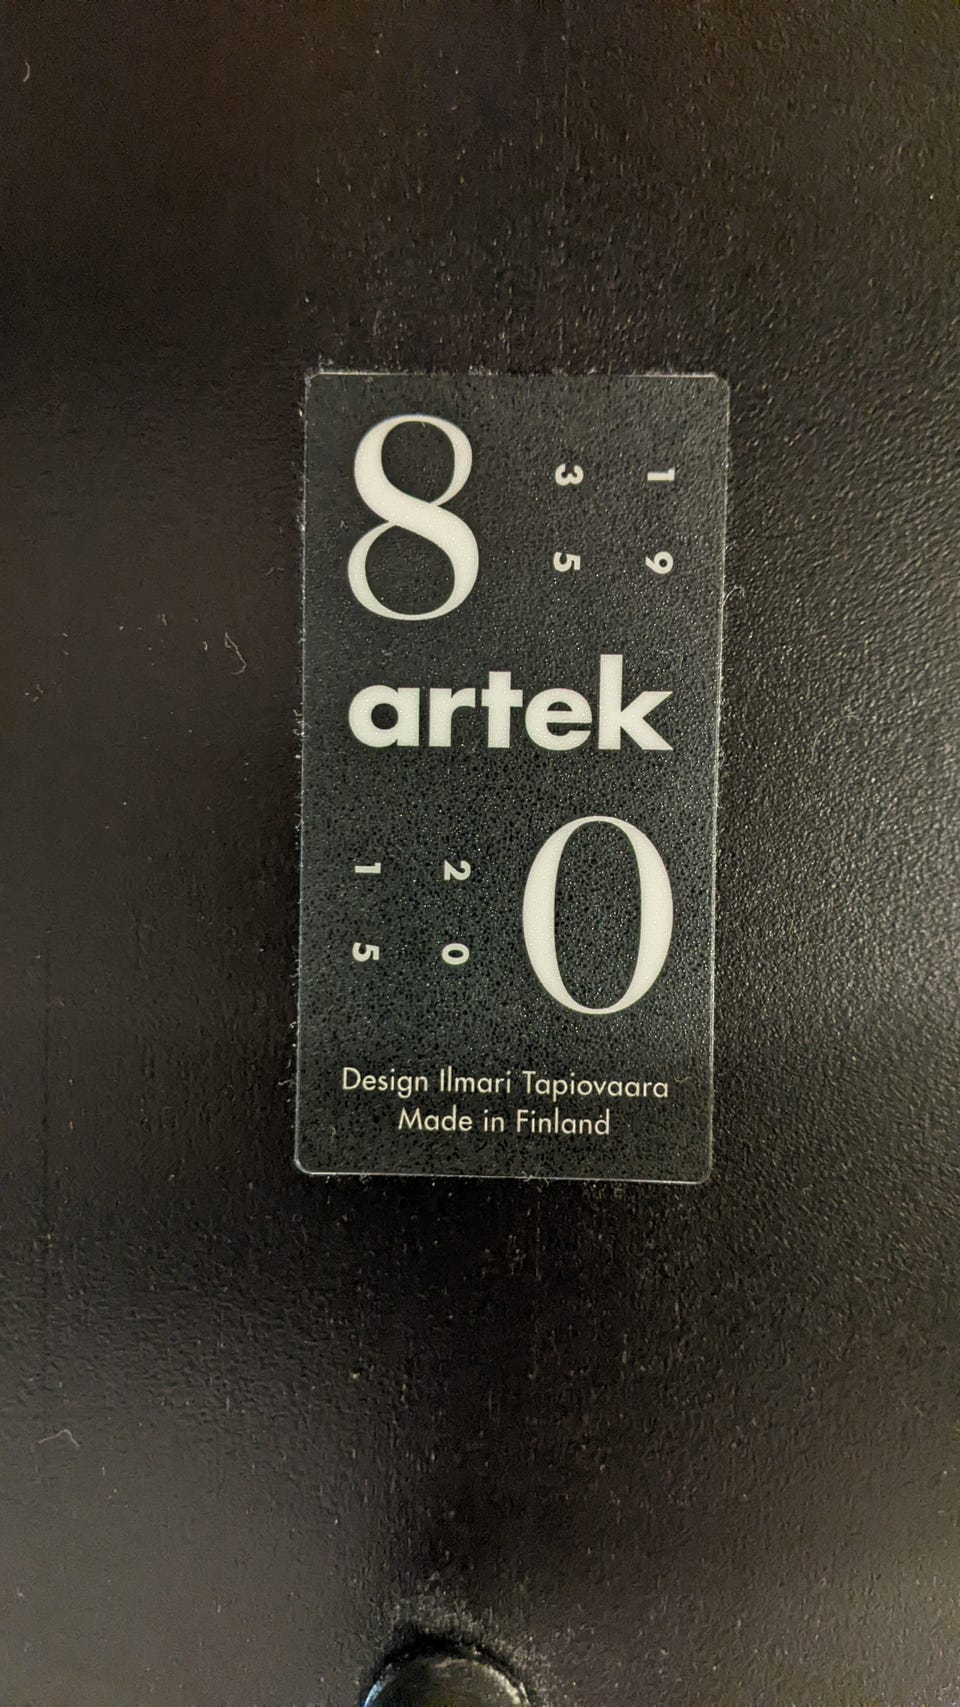 8
1 9
3 5
artek
0
2 0
1 5
Design Ilmari Tapiovaara
Made in Finland